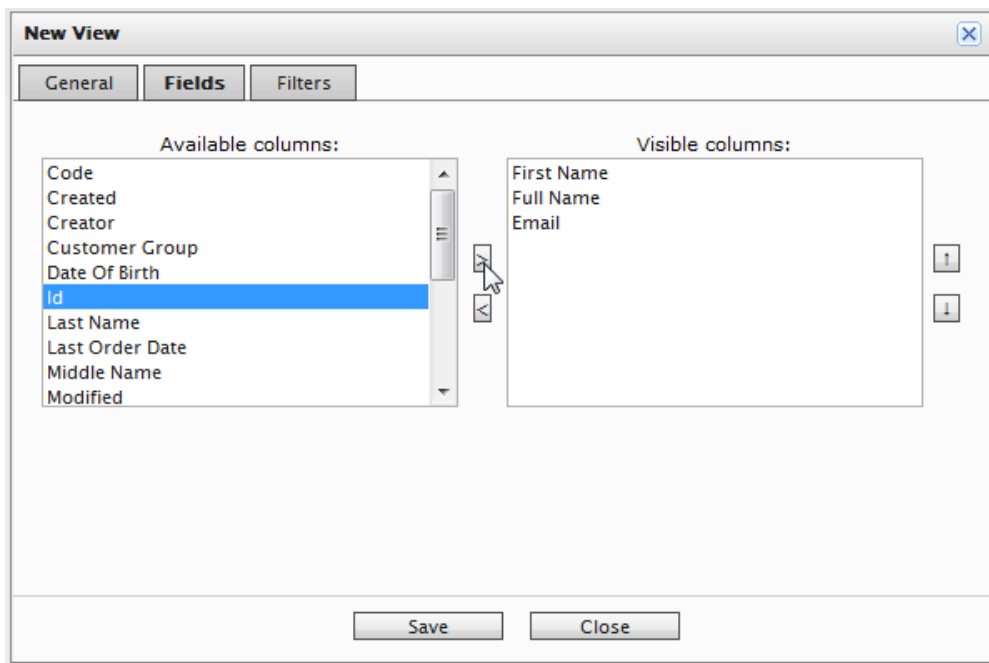 New View
General Fields Filters
Available columns:
Code
Created
Creator
Customer Group
Date Of Birth
Id
Last Name
Last Order Date
Middle Name
Modified
>
<
Visible columns:
First Name
Full Name
Email
↑
↓
Save Close